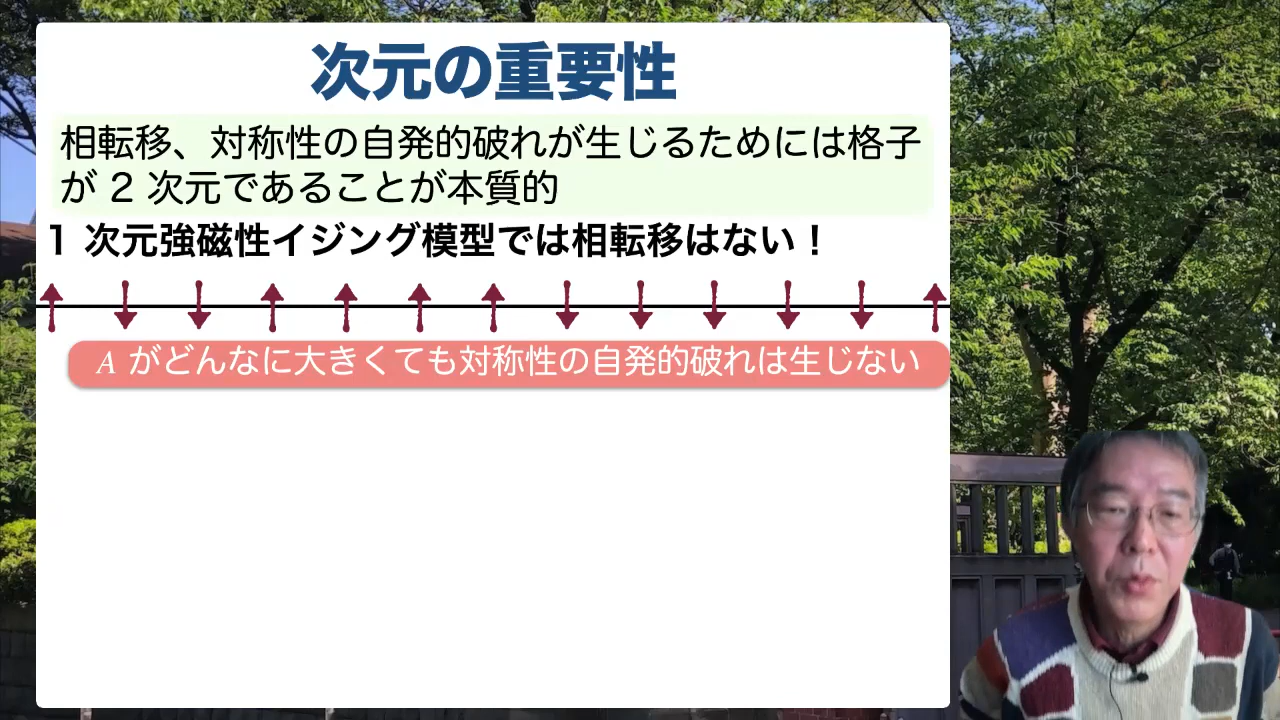 次元の重要性
相転移、対称性の自発的破れが生じるためには格子
が 2 次元であることが本質的
1 次元強磁性イジング模型では相転移はない！
A がどんなに大きくても対称性の自発的破れは生じない